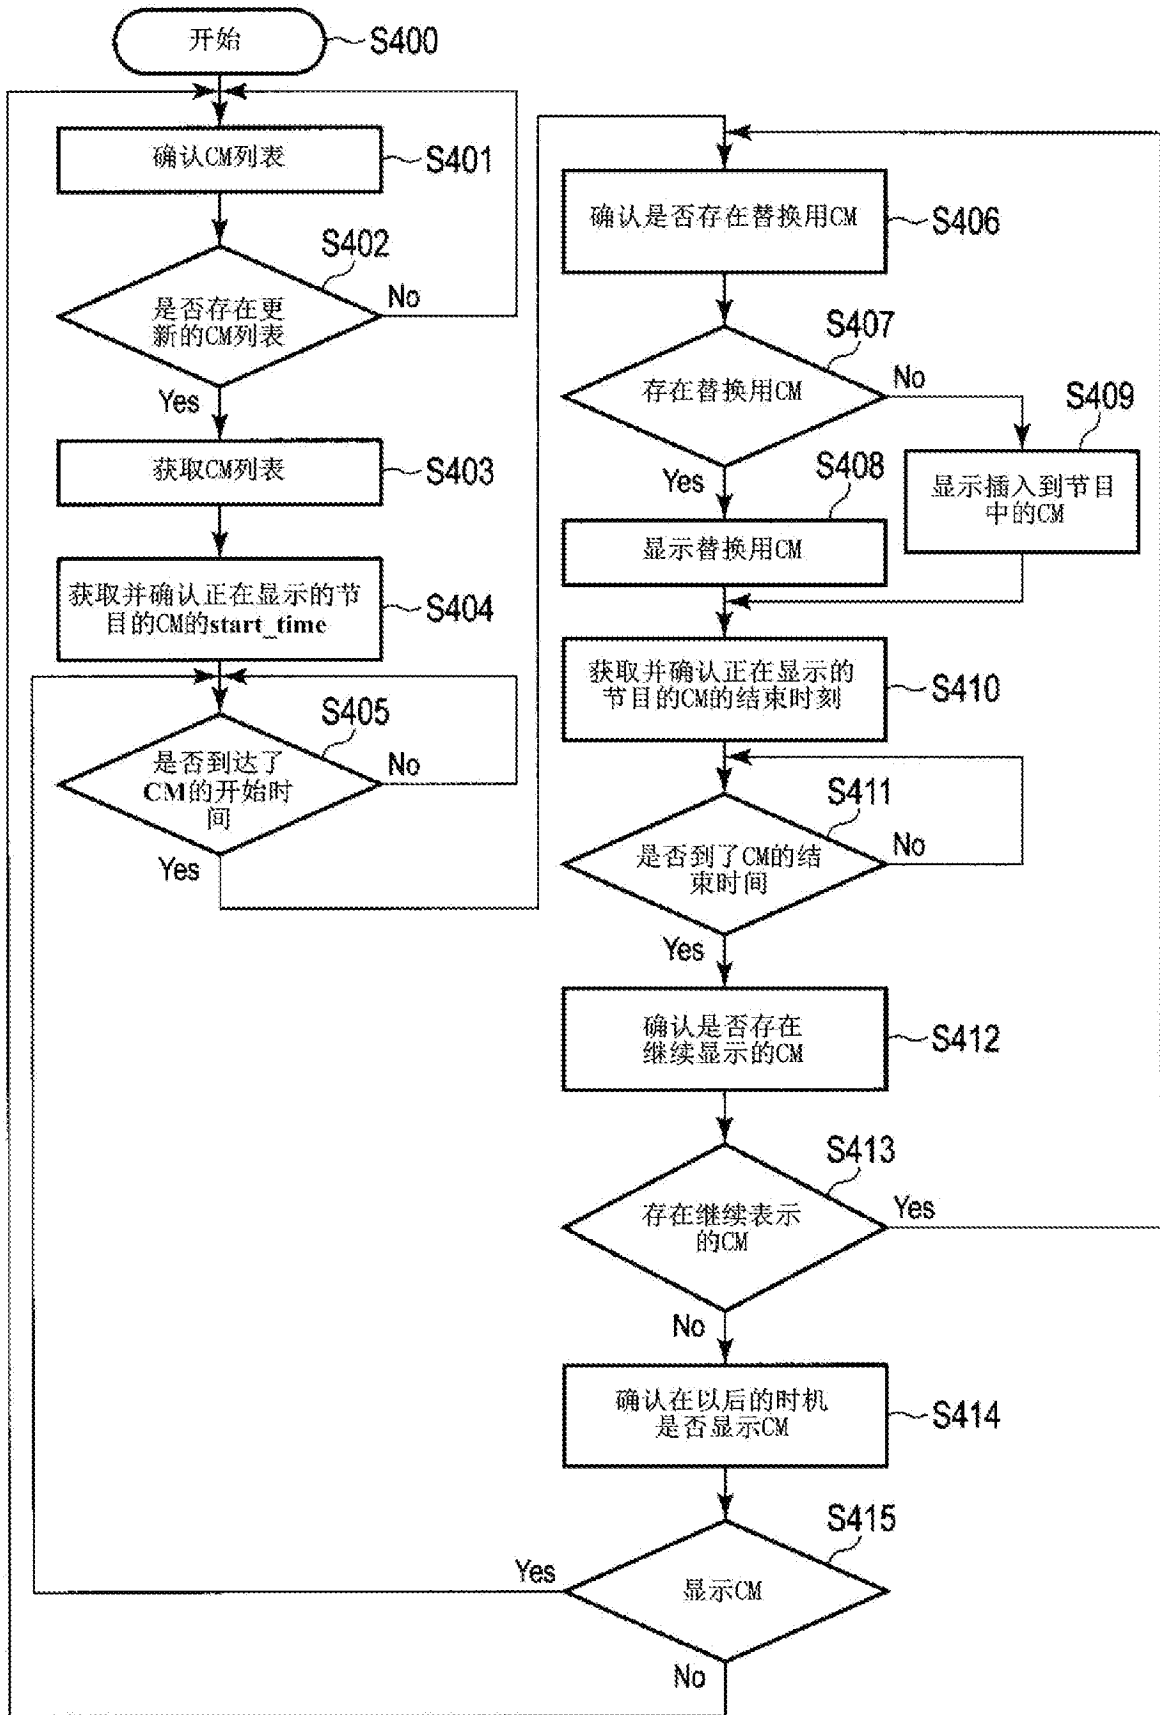 开始
S400
确认CM列表
S401
S402
是否存在更
新的CM列表
No
Yes
获取CM列表
S403
获取并确认正在显示的节
目的CM的start_time
S404
S405
是否到达了
CM的开始时
间
No
Yes
确认是否存在替换用CM
S406
S407
存在替换用CM
No
Yes
S408
显示替换用CM
S409
显示插入到节目
中的CM
获取并确认正在显示的
节目的CM的结束时刻
S410
S411
是否到了CM的结
束时间
No
Yes
确认是否存在
继续显示的CM
S412
S413
存在继续表示
的CM
Yes
No
确认在以后的时机
是否显示CM
S414
S415
显示CM
Yes
No